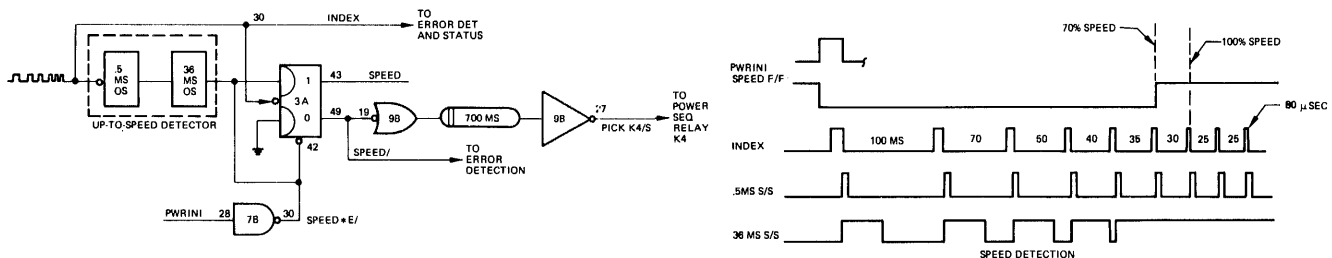 30
INDEX
TO
ERROR DET
AND STATUS
.5
MS
OS
36
MS
OS
UP-TO-SPEED DETECTOR
1
3A
0
43
SPEED
49
42
19
9B
700 MS
9B
27
PICK K4/S
TO
POWER
SEQ
RELAY
K4
SPEED/
TO
ERROR
DETECTION
PWRINI
28
7B
30
SPEED*E/
70% SPEED
100% SPEED
PWRINI
SPEED F/F
80 µSEC
INDEX
100 MS
70
50
40
35
30
25
25
.5MS S/S
36 MS S/S
SPEED DETECTION